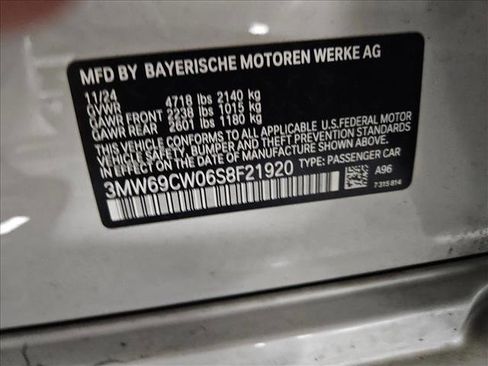 MFD BY BAYERISCHE MOTOREN WERKE AG
11/24
GVWR 4718 lbs 2140 kg
GAWR FRONT 2238 lbs 1015 kg
GAWR REAR 2601 lbs 1180 kg
THIS VEHICLE CONFORMS TO ALL APPLICABLE U.S.FEDERAL MOTOR
VEHICLE SAFETY, BUMPER, AND THEFT PREVENTION STANDARDS
IN EFFECT ON THE DATE OF MANUFACTURE SHOWN ABOVE.
3MW69CW06S8F21920 TYPE: PASSENGER CAR
A96
7 315 814